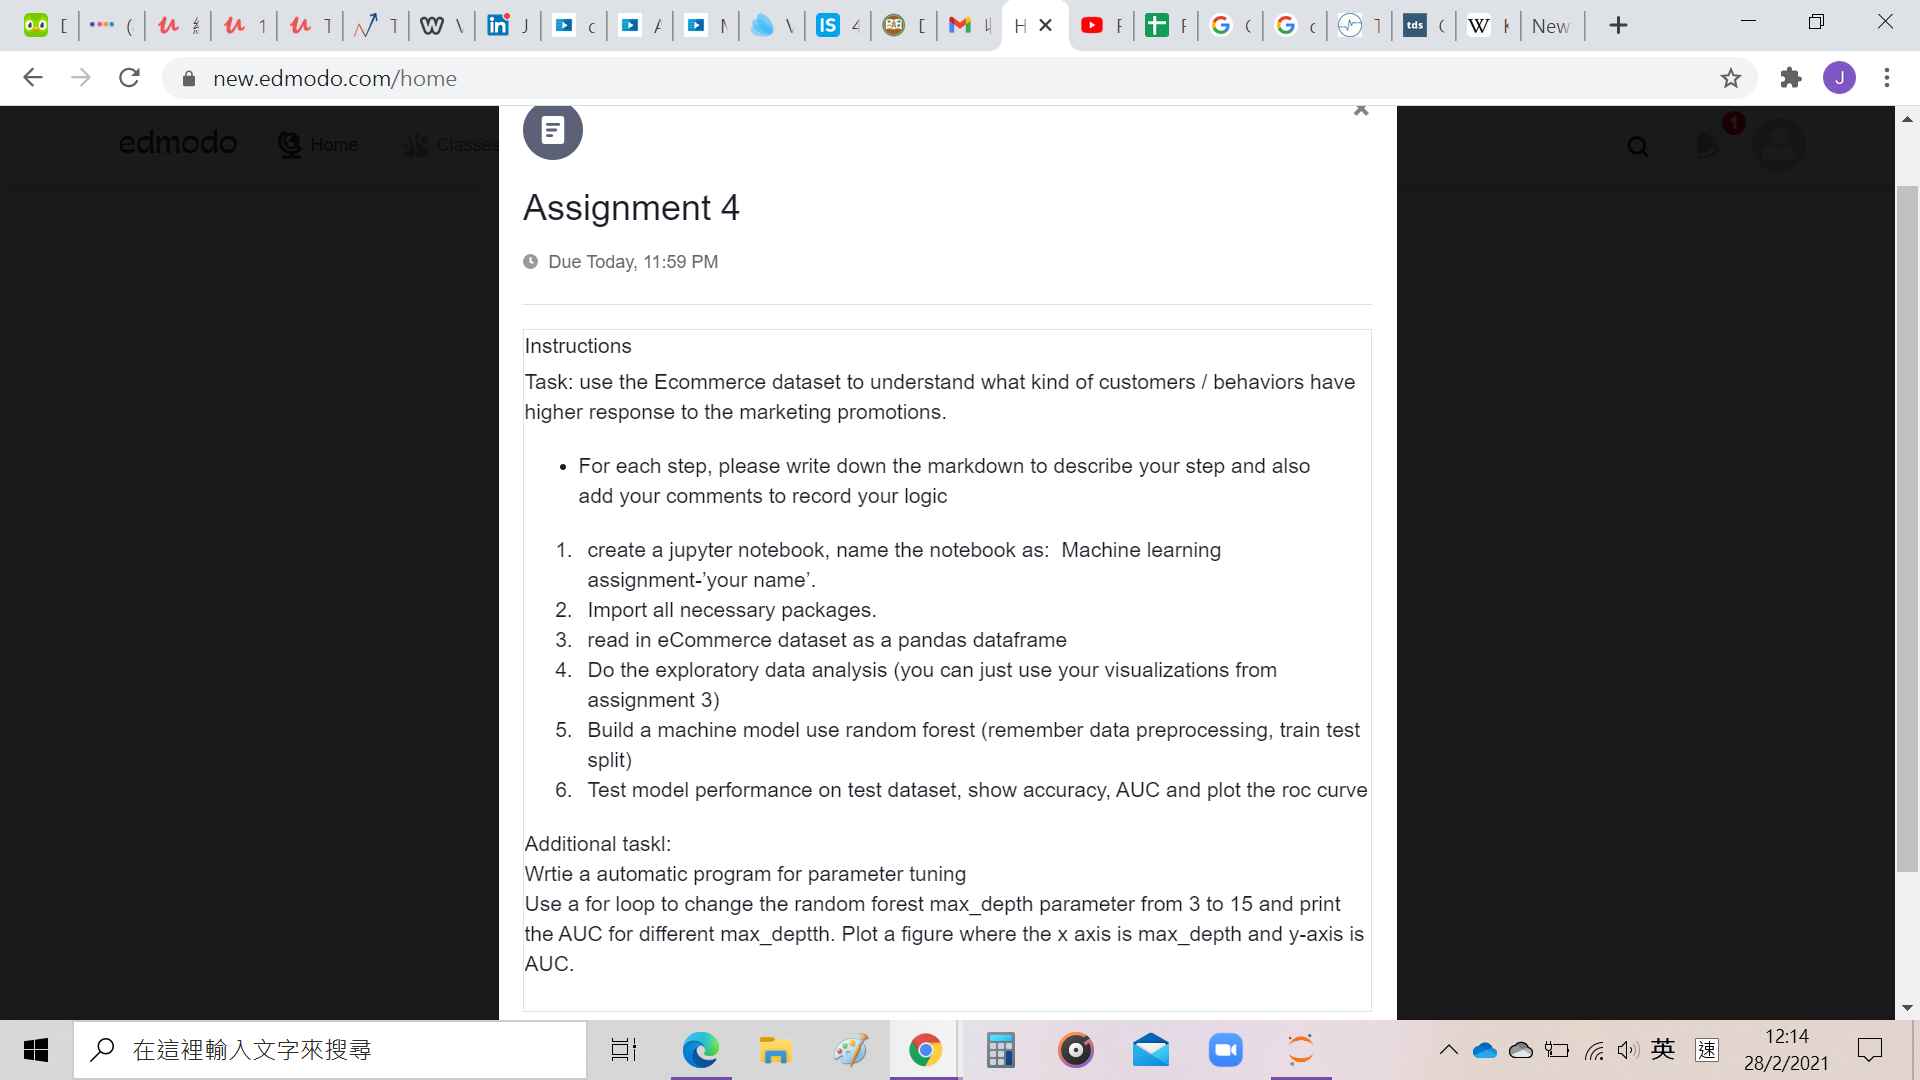 new.edmodo.com/home
New
IS
BAB
tds
W
J
edmodo
Home
Classes
1
Assignment 4
Due Today, 11:59 PM
Instructions
Task: use the Ecommerce dataset to understand what kind of customers / behaviors have
higher response to the marketing promotions.
• For each step, please write down the markdown to describe your step and also
add your comments to record your logic
1. create a jupyter notebook, name the notebook as:  Machine learning
assignment-’your name’.
2. Import all necessary packages.
3. read in eCommerce dataset as a pandas dataframe
4. Do the exploratory data analysis (you can just use your visualizations from
assignment 3)
5. Build a machine model use random forest (remember data preprocessing, train test
split)
6. Test model performance on test dataset, show accuracy, AUC and plot the roc curve
Additional taskl:
Wrtie a automatic program for parameter tuning
Use a for loop to change the random forest max_depth parameter from 3 to 15 and print
the AUC for different max_deptth. Plot a figure where the x axis is max_depth and y-axis is
AUC.
在這裡輸入文字來搜尋
英
速
12:14
28/2/2021